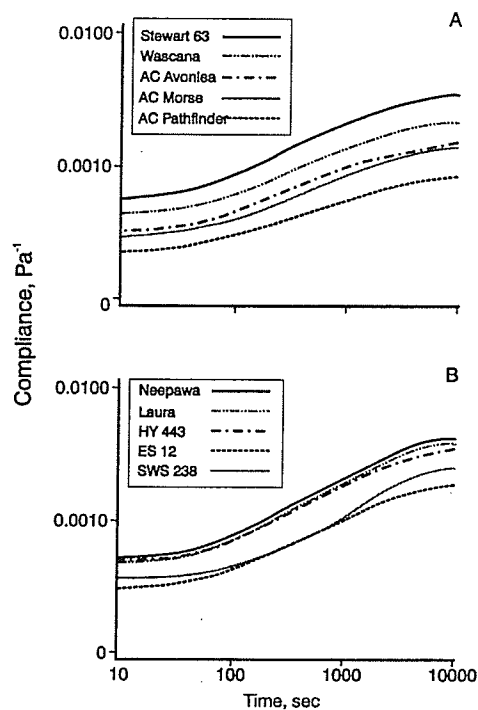 A
0.0100
Stewart 63
Wascana
AC Avonlea
AC Morse
AC Pathfinder
0.0010
0
Compliance, Pa⁻¹
B
0.0100
Neepawa
Laura
HY 443
ES 12
SWS 238
0.0010
0
10 100 1000 10000
Time, sec